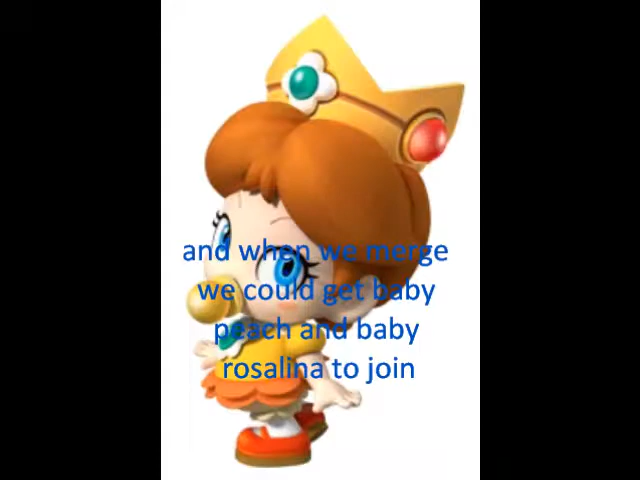 and when we merge
we could get baby
peach and baby
rosalina to join